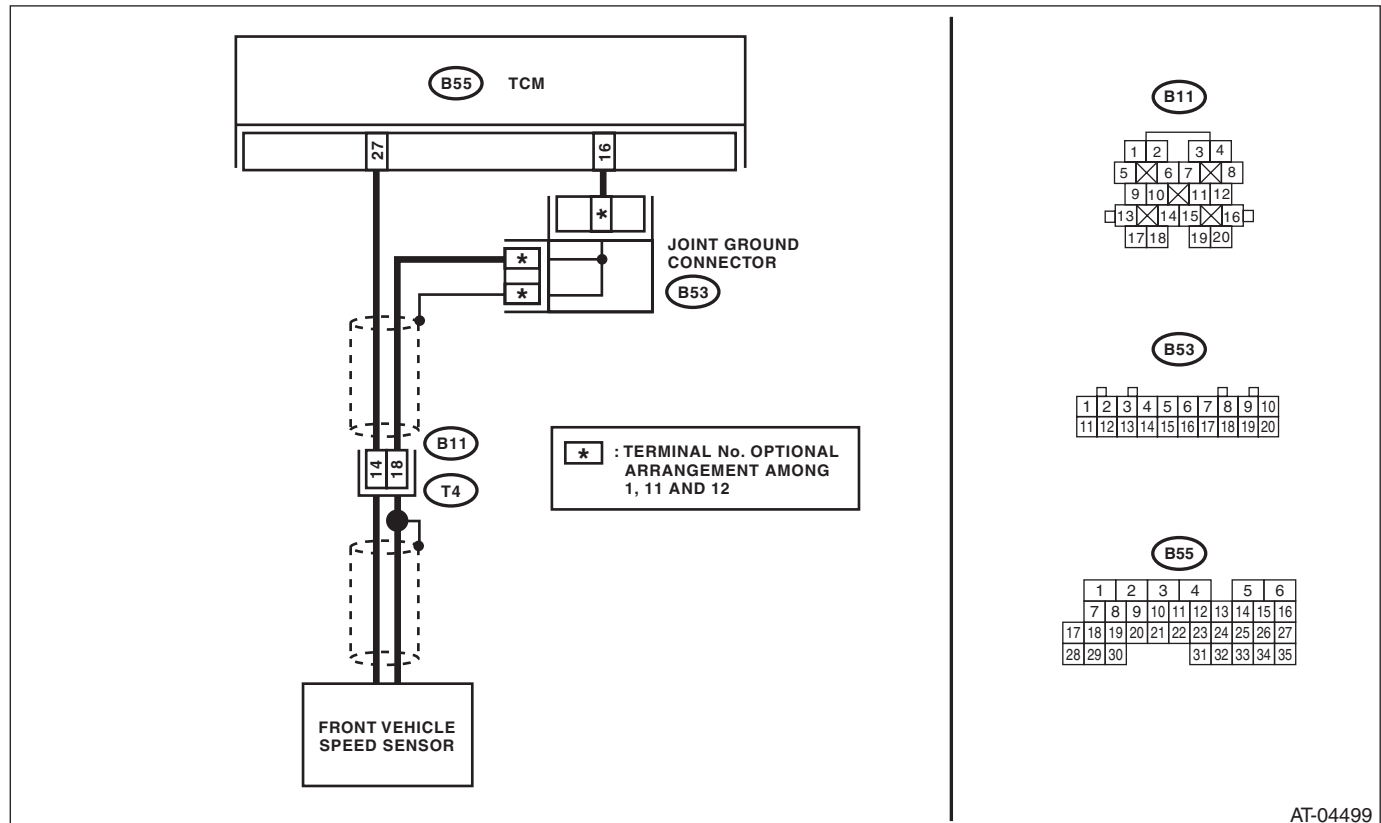 B55 TCM
27 16
*
JOINT GROUND
CONNECTOR
B53
*
*
B11
14 18
T4
* : TERMINAL No. OPTIONAL
ARRANGEMENT AMONG
1, 11 AND 12
FRONT VEHICLE
SPEED SENSOR
B11
1 2 3 4
5 6 7 8
9 10 11 12
13 14 15 16
17 18 19 20
B53
1 2 3 4 5 6 7 8 9 10
11 12 13 14 15 16 17 18 19 20
B55
1 2 3 4 5 6
7 8 9 10 11 12 13 14 15 16
17 18 19 20 21 22 23 24 25 26 27
28 29 30 31 32 33 34 35
AT-04499